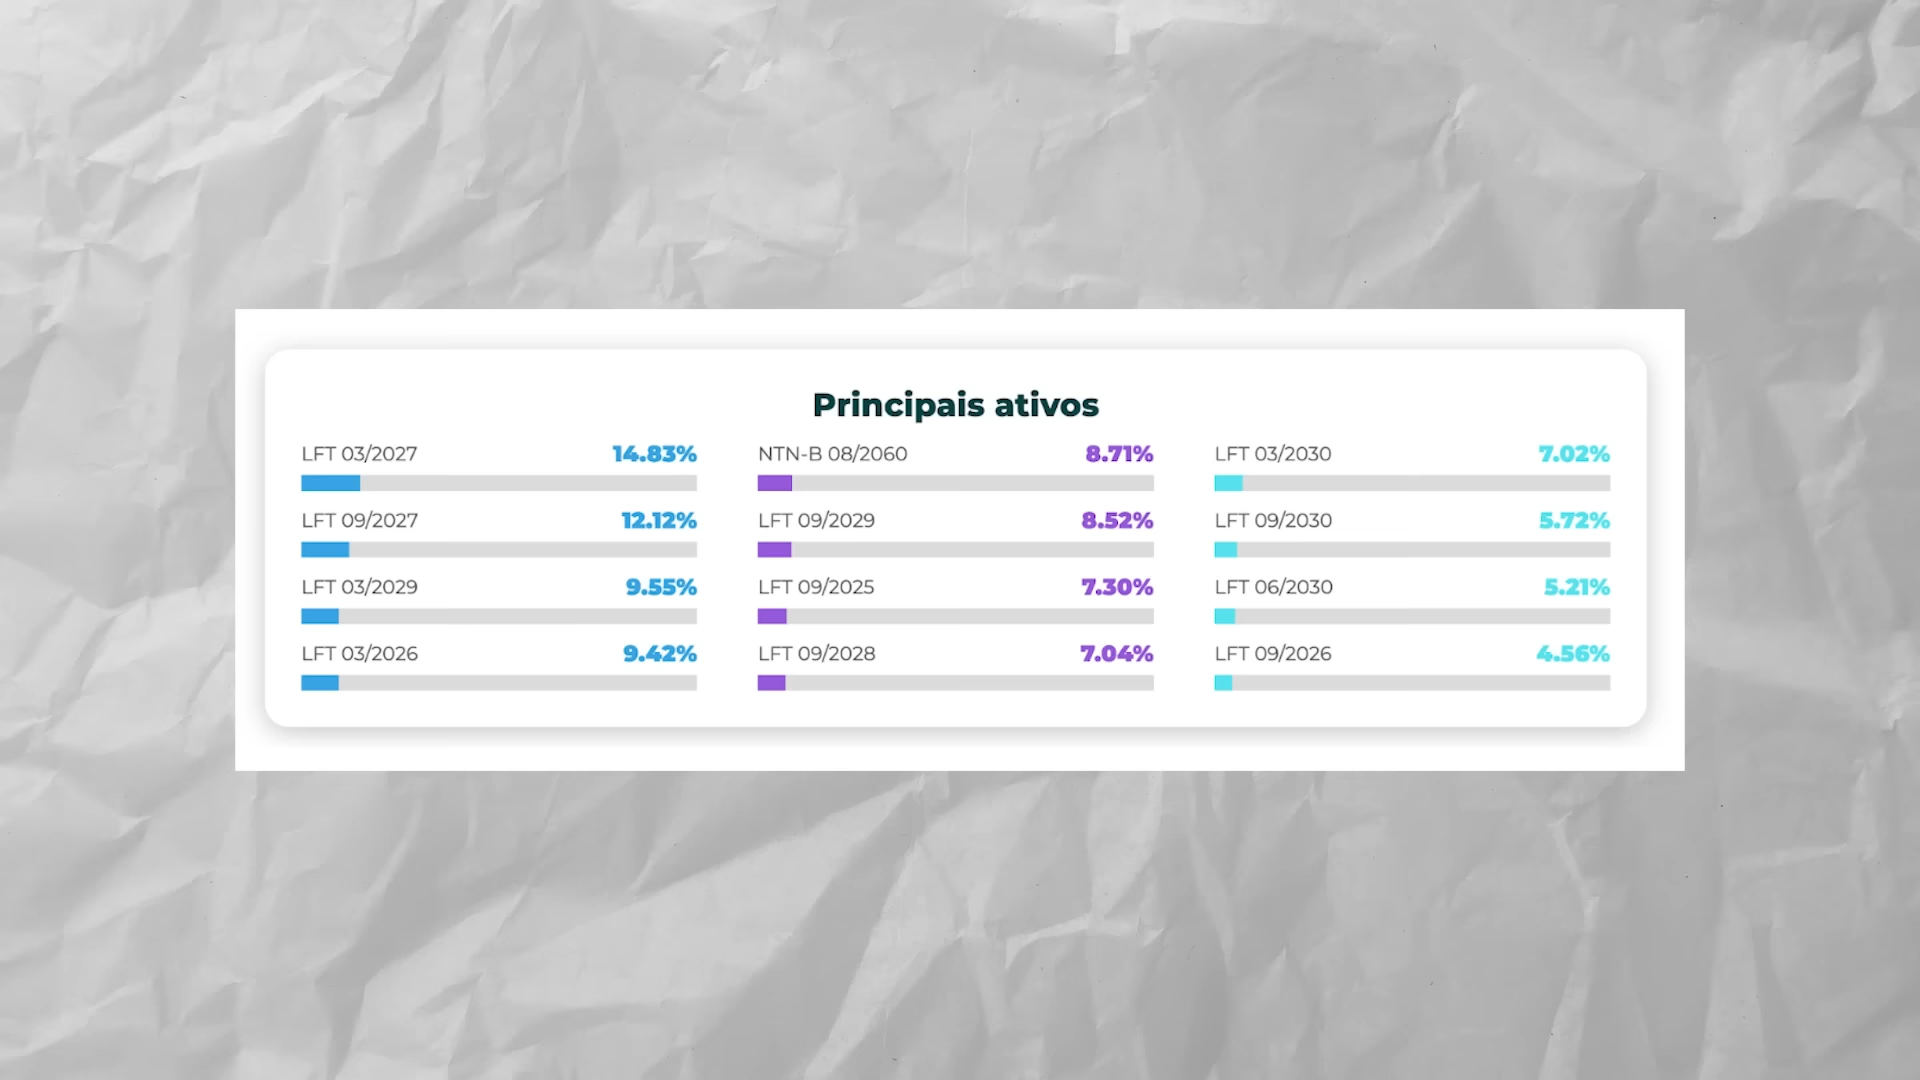 Principais ativos
LFT 03/2027 14.83%
LFT 09/2027 12.12%
LFT 03/2029 9.55%
LFT 03/2026 9.42%
NTN-B 08/2060 8.71%
LFT 09/2029 8.52%
LFT 09/2025 7.30%
LFT 09/2028 7.04%
LFT 03/2030 7.02%
LFT 09/2030 5.72%
LFT 06/2030 5.21%
LFT 09/2026 4.56%